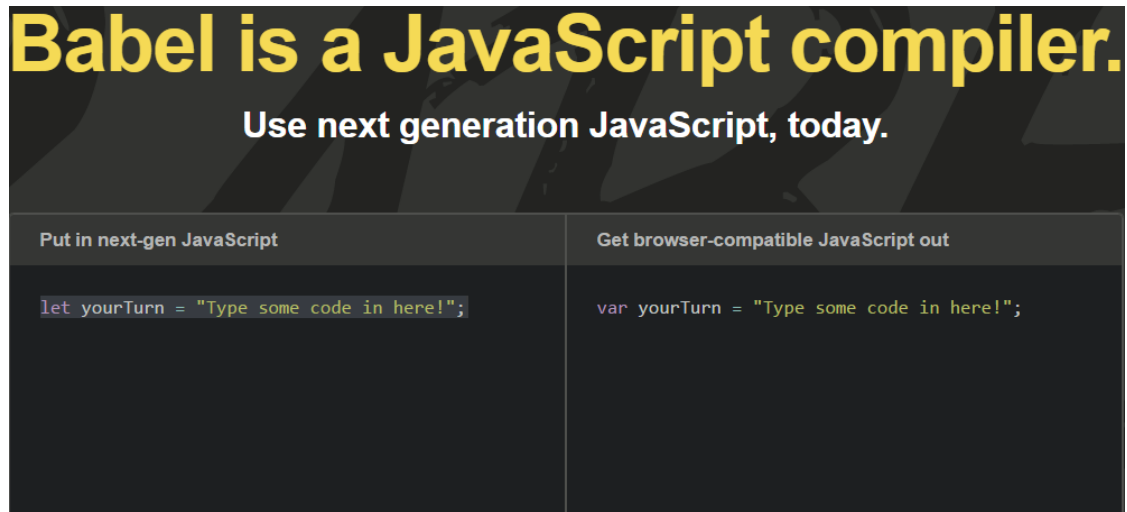 Babel is a JavaScript compiler.
Use next generation JavaScript, today.
Put in next-gen JavaScript
Get browser-compatible JavaScript out
let yourTurn = "Type some code in here!";
var yourTurn = "Type some code in here!";